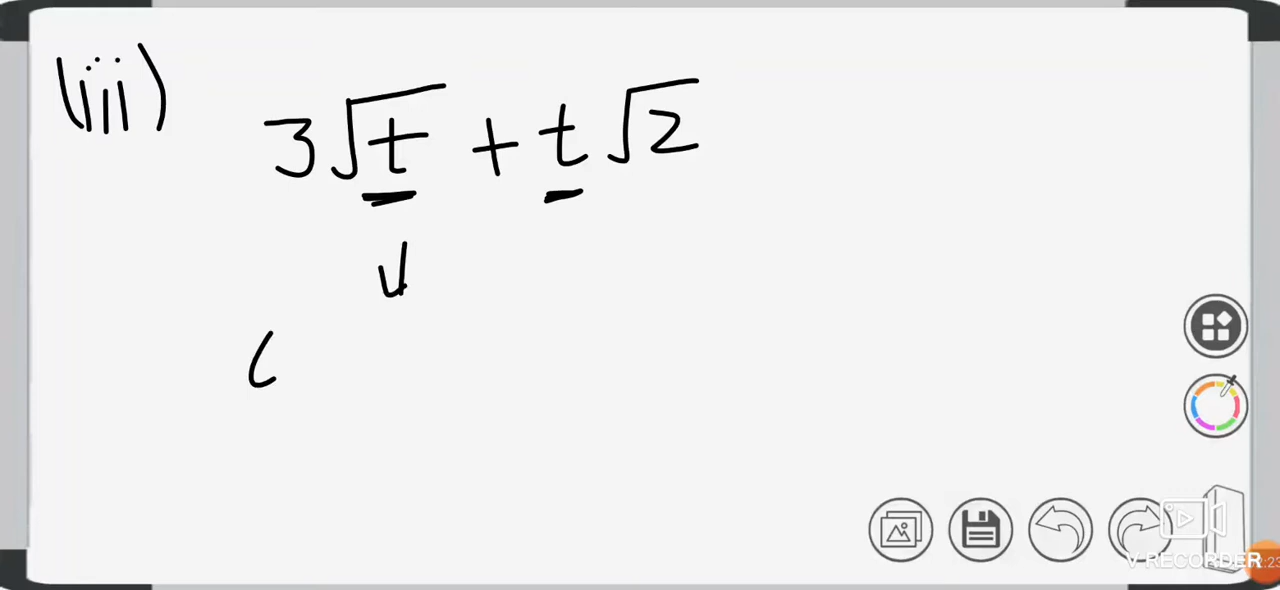 (iii) 3√t + t√2
V RECORDER